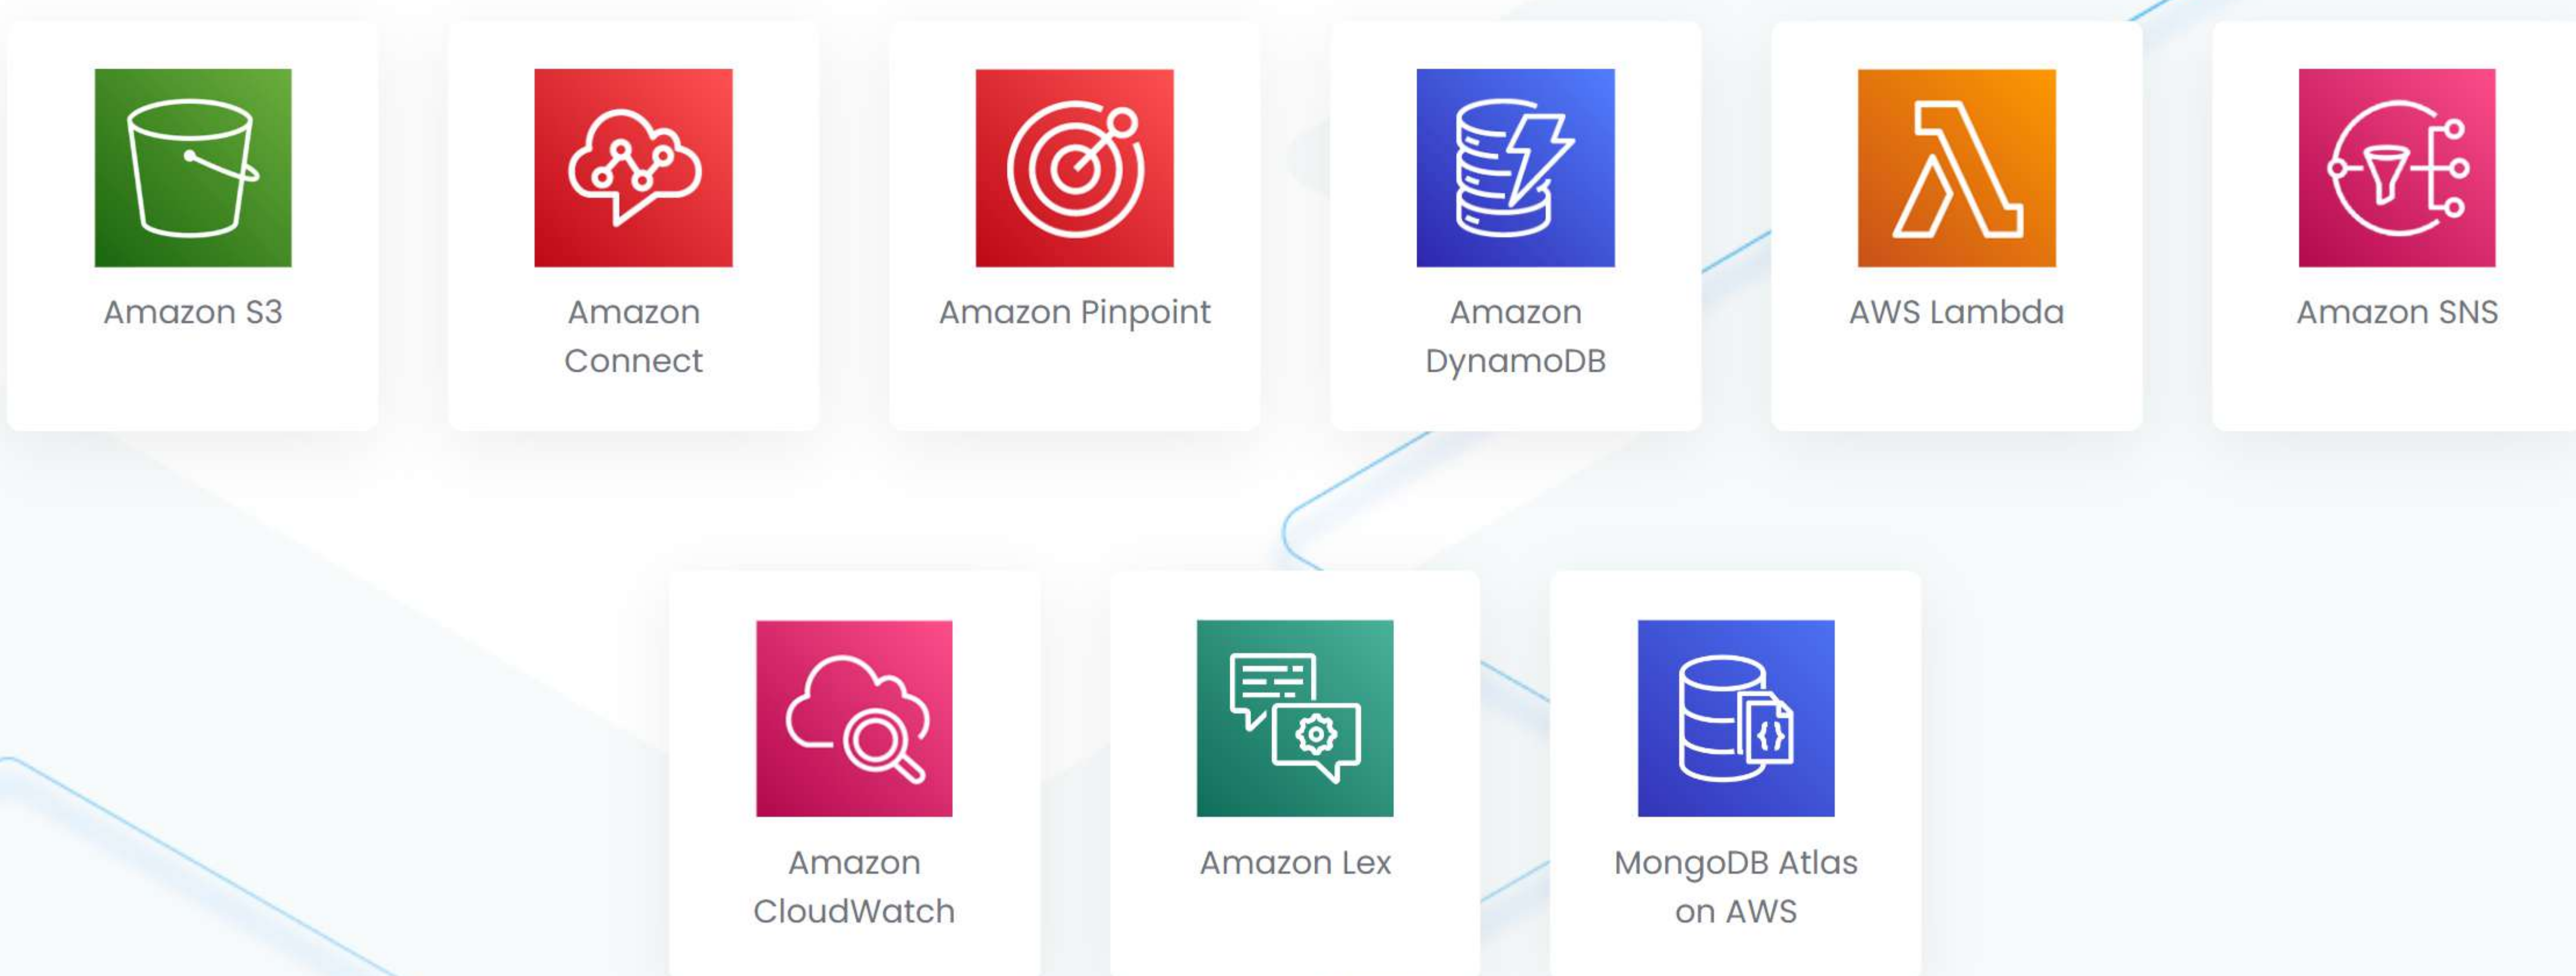 Amazon S3
Amazon
Connect
Amazon Pinpoint
Amazon
DynamoDB
AWS Lambda
Amazon SNS
Amazon
CloudWatch
Amazon Lex
MongoDB Atlas
on AWS